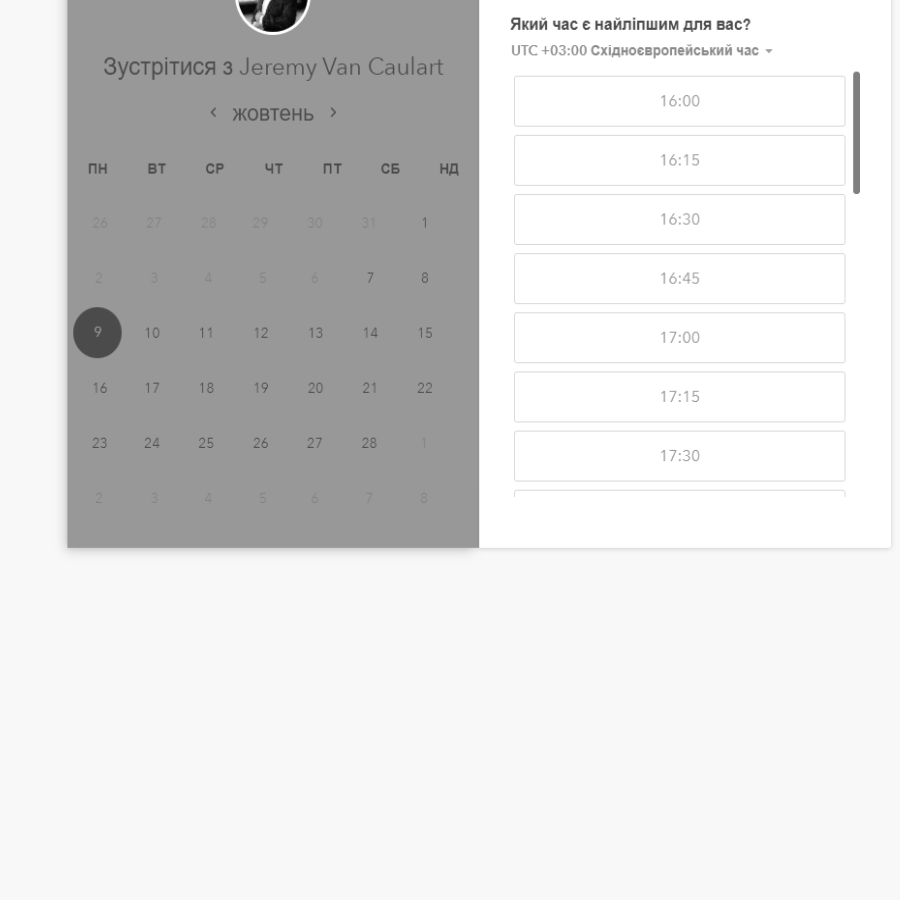 Зустрітися з Jeremy Van Caulart
жовтень
ПН ВТ СР ЧТ ПТ СБ НД
26 27 28 29 30 31 1
2 3 4 5 6 7 8
9 10 11 12 13 14 15
16 17 18 19 20 21 22
23 24 25 26 27 28 1
2 3 4 5 6 7 8
Який час є найліпшим для вас?
UTC +03:00 Східноєвропейський час
16:00
16:15
16:30
16:45
17:00
17:15
17:30